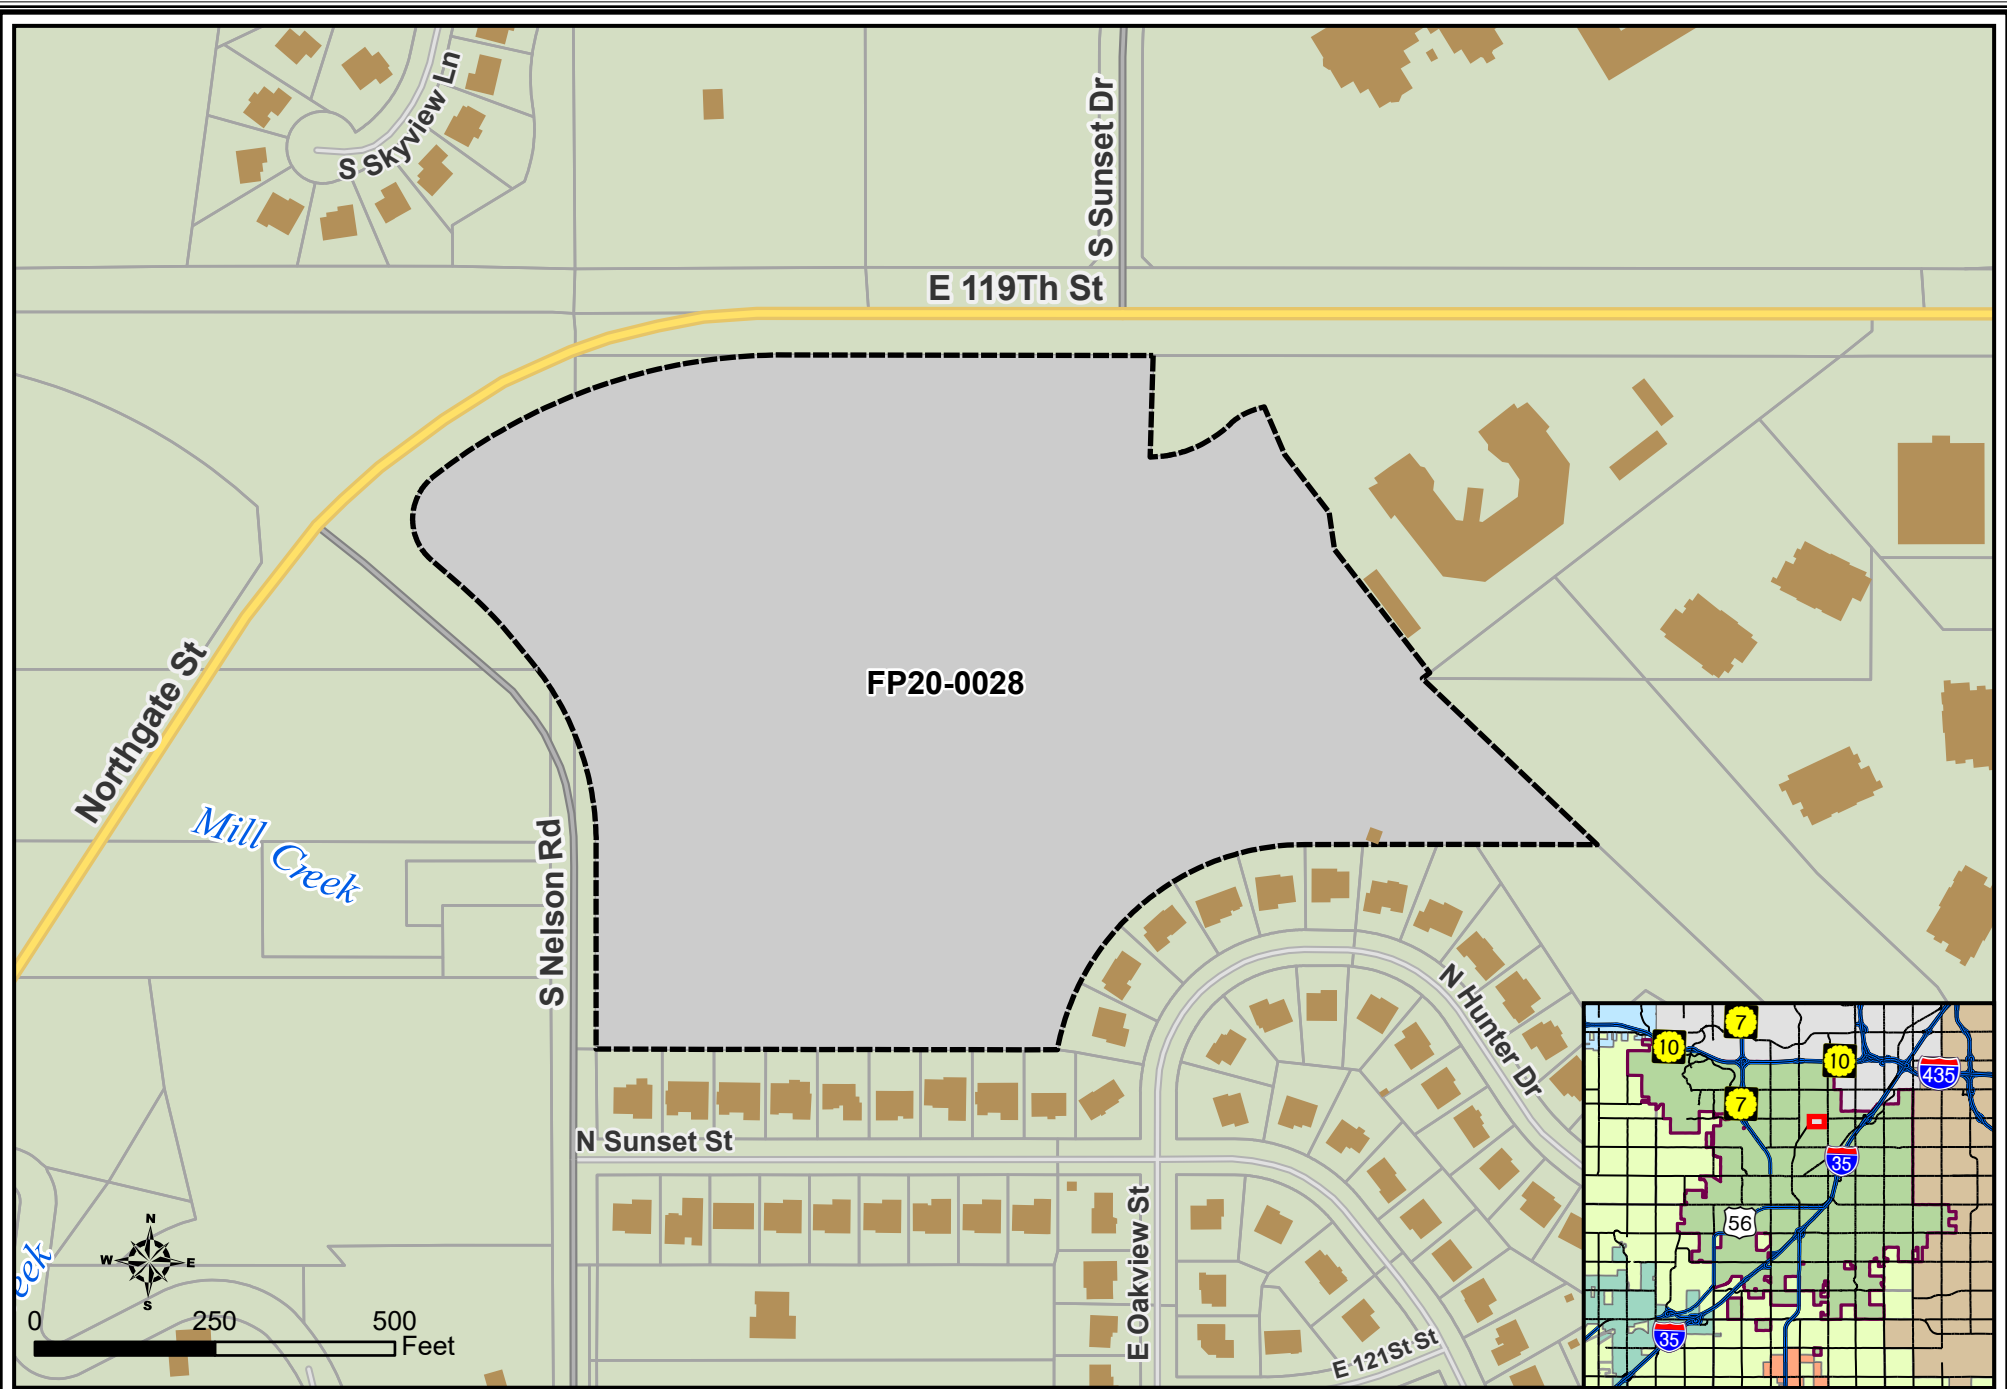 S Skyview Ln
S Sunset Dr
E 119Th St
FP20-0028
Northgate St
Mill Creek
S Nelson Rd
N Hunter Dr
N Sunset St
E Oakview St
E 121St St
eek
N
W E
S
0 250 500
Feet
7
10
10
435
7
35
56
35